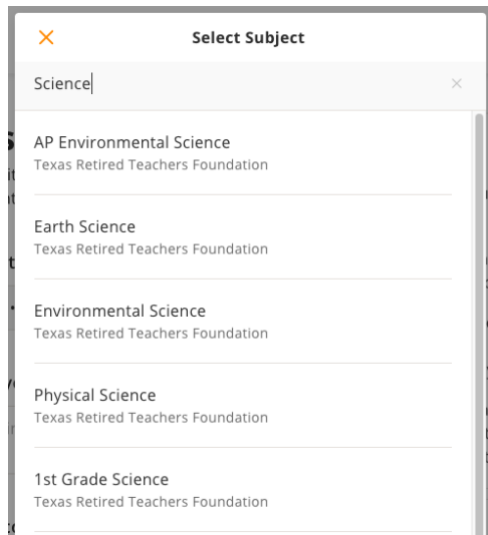 Select Subject
Science
AP Environmental Science
Texas Retired Teachers Foundation
Earth Science
Texas Retired Teachers Foundation
Environmental Science
Texas Retired Teachers Foundation
Physical Science
Texas Retired Teachers Foundation
1st Grade Science
Texas Retired Teachers Foundation